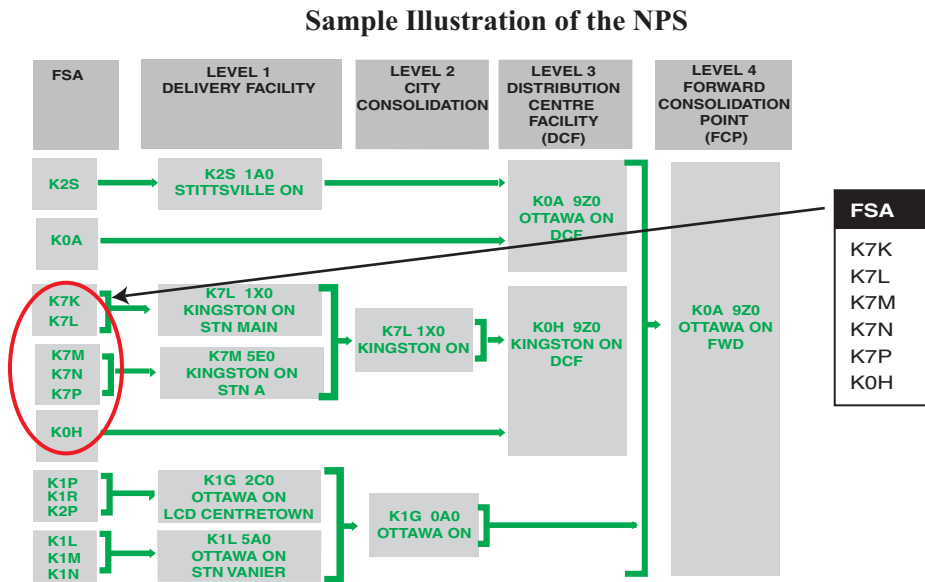 Sample Illustration of the NPS
FSA
LEVEL 1
DELIVERY FACILITY
LEVEL 2
CITY
CONSOLIDATION
LEVEL 3
DISTRIBUTION
CENTRE
FACILITY
(DCF)
LEVEL 4
FORWARD
CONSOLIDATION
POINT
(FCP)
K2S
K2S 1A0
STITTSVILLE ON
K0A
K0A 9Z0
OTTAWA ON
DCF
K7K
K7L
K7L 1X0
KINGSTON ON
STN MAIN
K7M
K7N
K7P
K7M 5E0
KINGSTON ON
STN A
K7L 1X0
KINGSTON ON
K0H 9Z0
KINGSTON ON
DCF
K0H
K0A 9Z0
OTTAWA ON
FWD
K1P
K1R
K2P
K1G 2C0
OTTAWA ON
LCD CENTRETOWN
K1L
K1M
K1N
K1L 5A0
OTTAWA ON
STN VANIER
K1G 0A0
OTTAWA ON
FSA
K7K
K7L
K7M
K7N
K7P
K0H